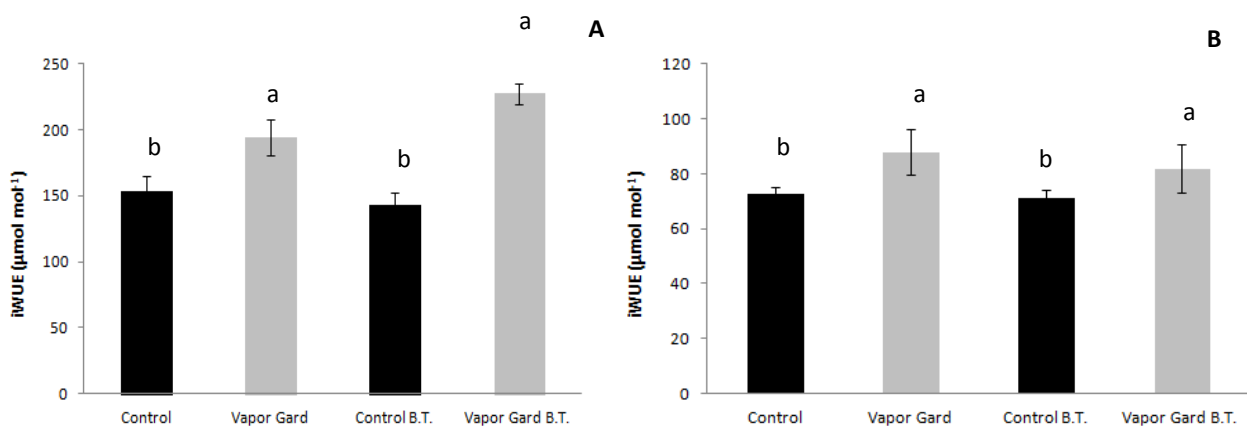 A
a
250
200
150
100
50
0
iWUE (µmol mol-1)
b
a
b
Control
Vapor Gard
Control B.T.
Vapor Gard B.T.
B
120
100
80
60
40
20
0
iWUE (µmol mol-1)
b
a
b
a
Control
Vapor Gard
Control B.T.
Vapor Gard B.T.